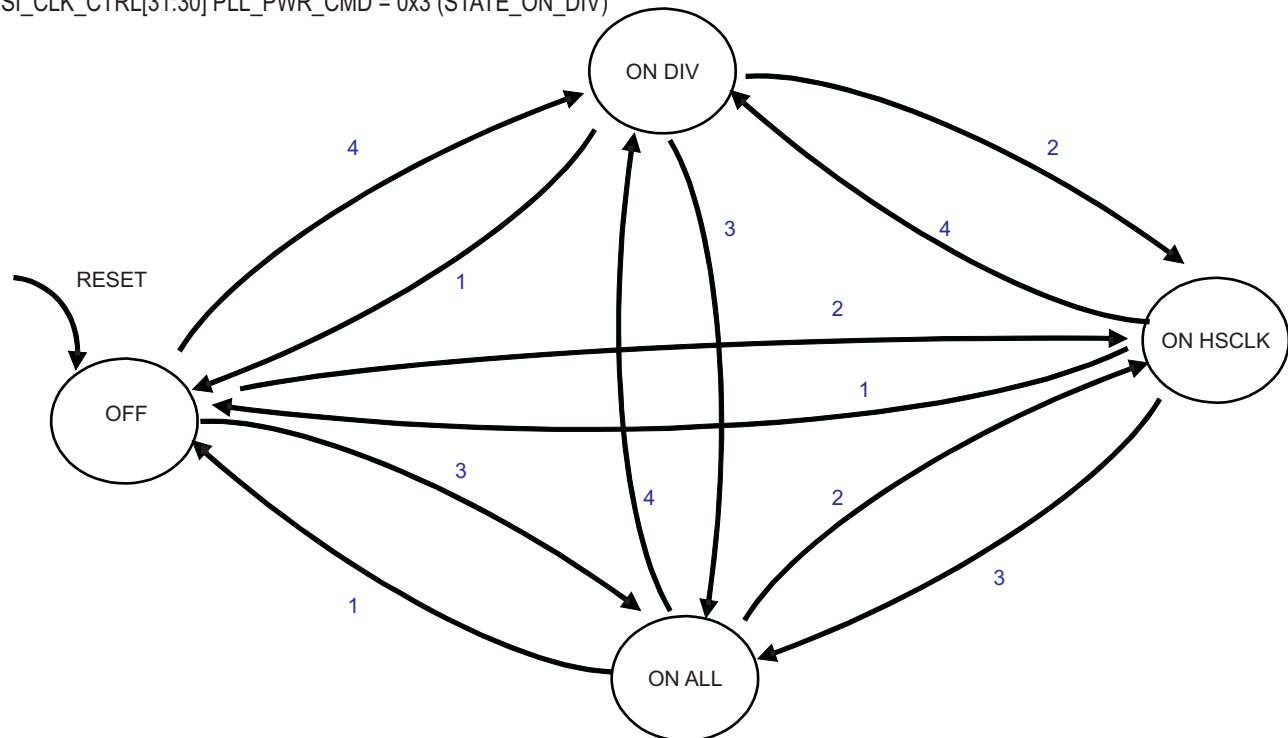 SI_CLK_CTRL[31:30] PLL_PWR_CMD = 0x3 (STATE_ON_DIV)
ON DIV
4
2
3
4
1
RESET
2
ON HSCLK
1
OFF
3
4
2
3
1
ON ALL